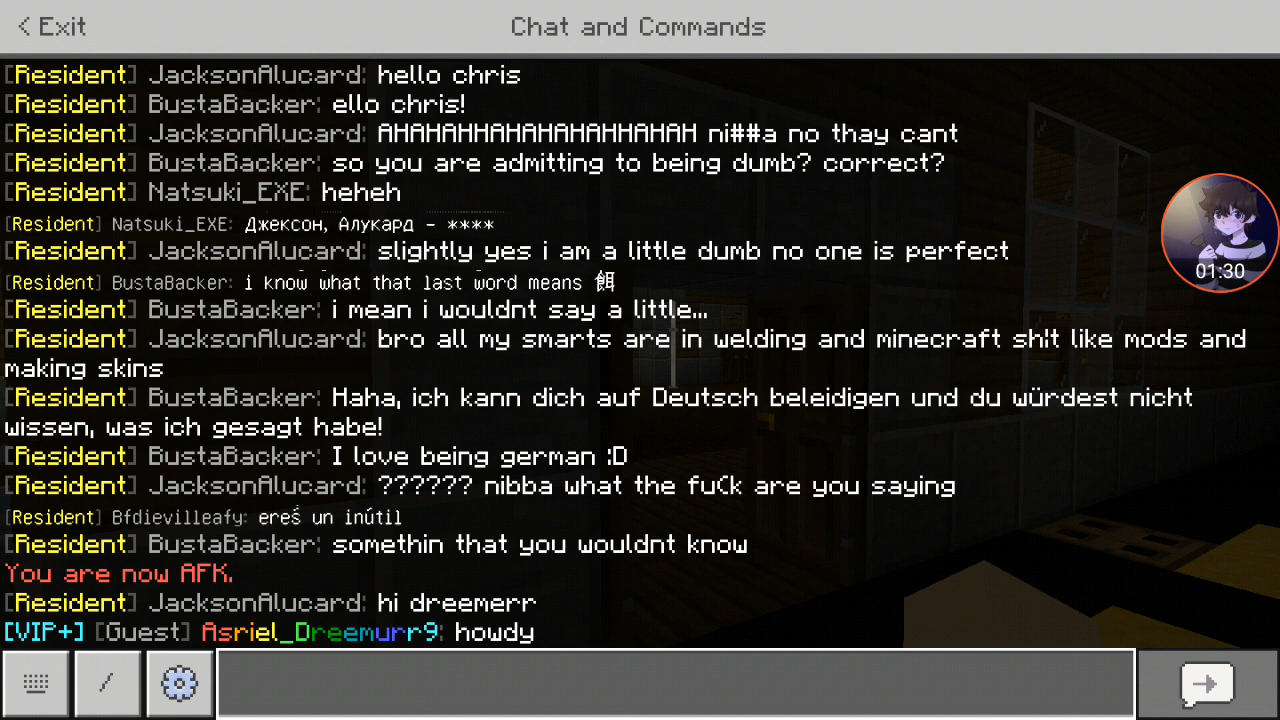 Exit
Chat and Commands
[Resident] JacksonAlucard: hello chris
[Resident] BustaBacker: ello chris!
[Resident] JacksonAlucard: AHAHAHHAHAHAHAHHAHAH ni##a no thay cant
[Resident] BustaBacker: so you are admitting to being dumb? correct?
[Resident] Natsuki_EXE: heheh
[Resident] Natsuki_EXE: Джексон, Алукард - ****
[Resident] JacksonAlucard: slightly yes i am a little dumb no one is perfect
[Resident] BustaBacker: i know what that last word means 餌
[Resident] BustaBacker: i mean i wouldnt say a little...
[Resident] JacksonAlucard: bro all my smarts are in welding and minecraft sh!t like mods and
making skins
[Resident] BustaBacker: Haha, ich kann dich auf Deutsch beleidigen und du würdest nicht
wissen, was ich gesagt habe!
[Resident] BustaBacker: I love being german :D
[Resident] JacksonAlucard: ?????? nibba what the fu(k are you saying
[Resident] Bfdievilleafy: ereś un inútil
[Resident] BustaBacker: somethin that you wouldnt know
You are now AFK.
[Resident] JacksonAlucard: hi dreemerr
[VIP+] [Guest] Asriel_Dreemurr9: howdy
/
01:30